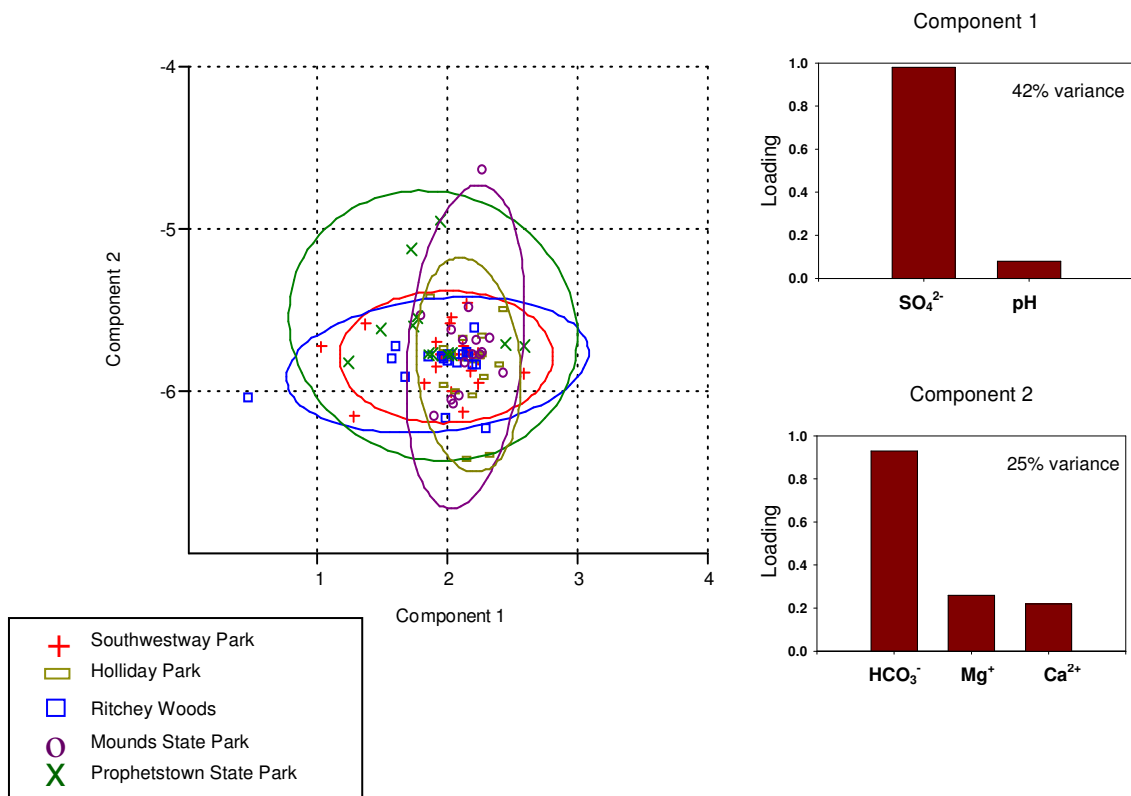 -4
-5
-6
1 2 3 4
Component 2
Component 1
Southwestway Park
Holliday Park
Ritchey Woods
Mounds State Park
Prophetstown State Park
Component 1
42% variance
1.0
0.8
0.6
0.4
0.2
0.0
Loading
SO₄²⁻ pH
Component 2
25% variance
1.0
0.8
0.6
0.4
0.2
0.0
Loading
HCO₃⁻ Mg⁺ Ca²⁺